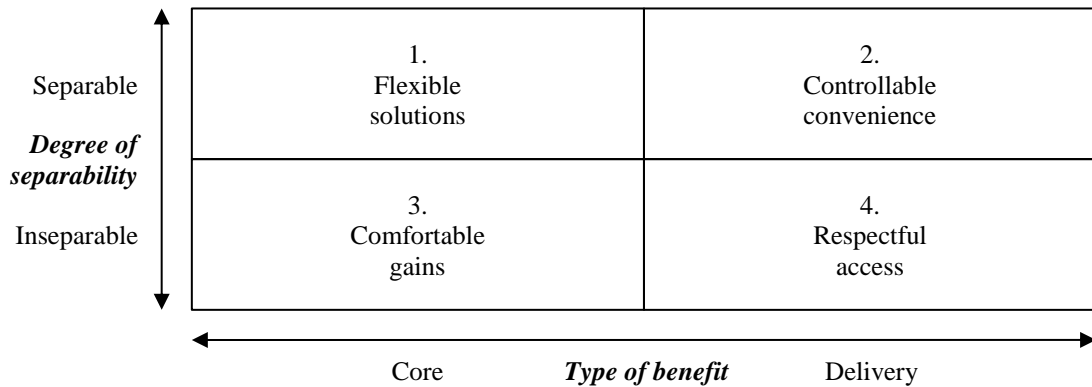 1.
Flexible
solutions
2.
Controllable
convenience
Separable
Degree of
separability
Inseparable
3.
Comfortable
gains
4.
Respectful
access
Core
Type of benefit
Delivery